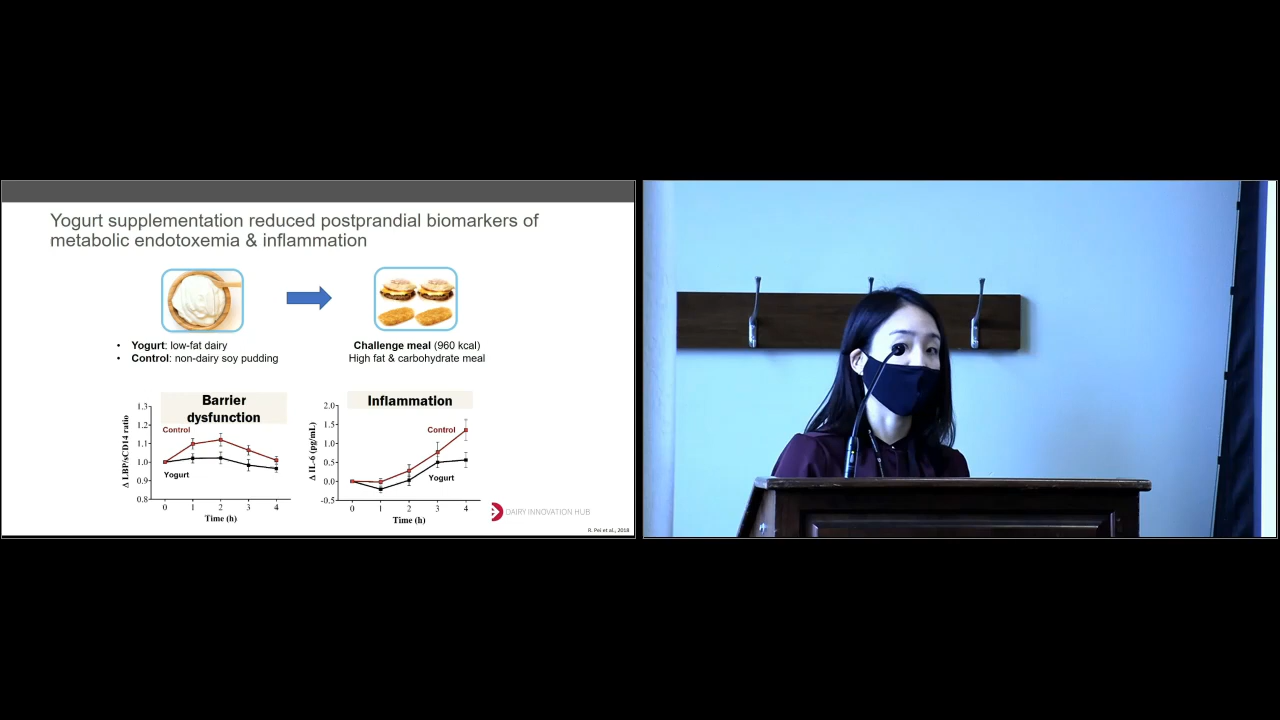 Yogurt supplementation reduced postprandial biomarkers of
metabolic endotoxemia & inflammation
• Yogurt: low-fat dairy
• Control: non-dairy soy pudding
Challenge meal (960 kcal)
High fat & carbohydrate meal
Barrier
dysfunction
Δ LBP/sCD14 ratio
1.3
1.2
1.1
1.0
0.9
0.8
Control
Yogurt
0 1 2 3 4
Time (h)
Inflammation
Δ IL-6 (pg/mL)
2.0
1.5
1.0
0.5
0.0
-0.5
Control
Yogurt
0 1 2 3 4
Time (h)
DAIRY INNOVATION HUB
R. Pei et al., 2018